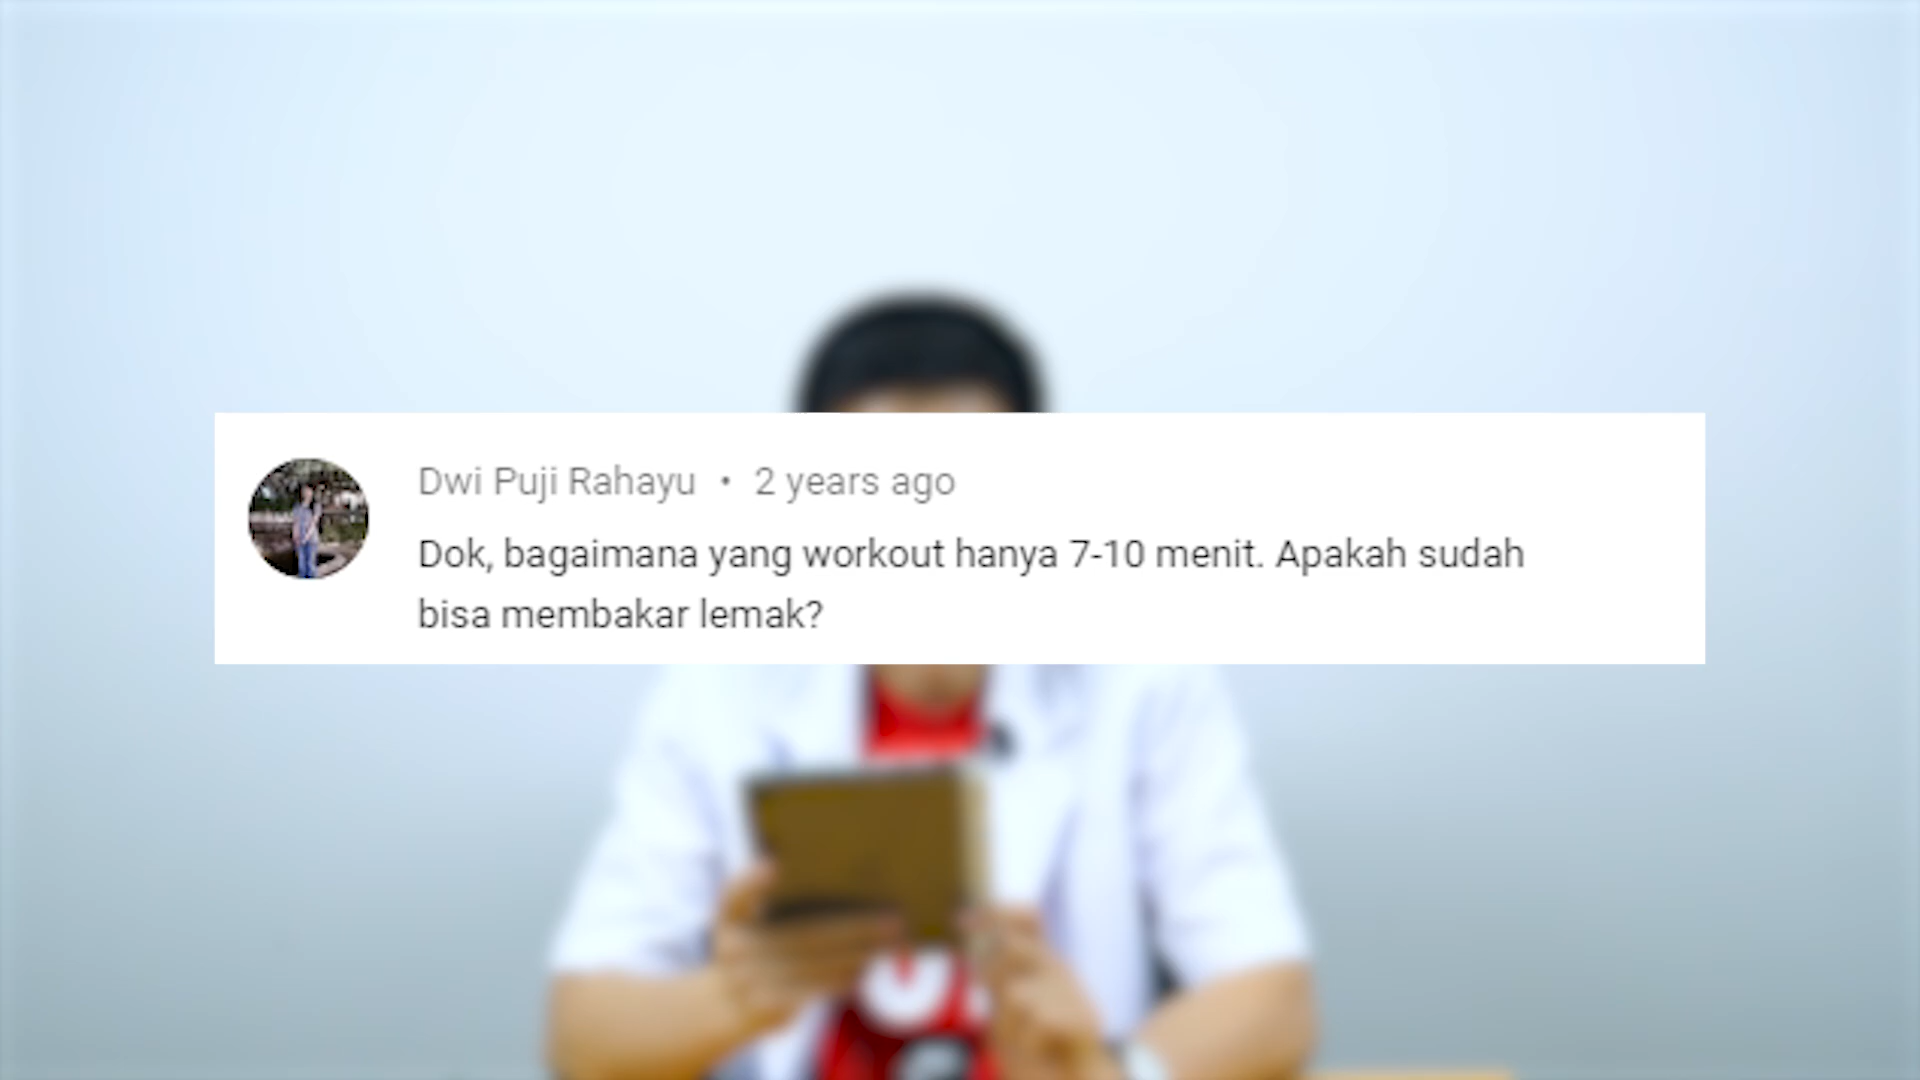 Dwi Puji Rahayu • 2 years ago
Dok, bagaimana yang workout hanya 7-10 menit. Apakah sudah
bisa membakar lemak?